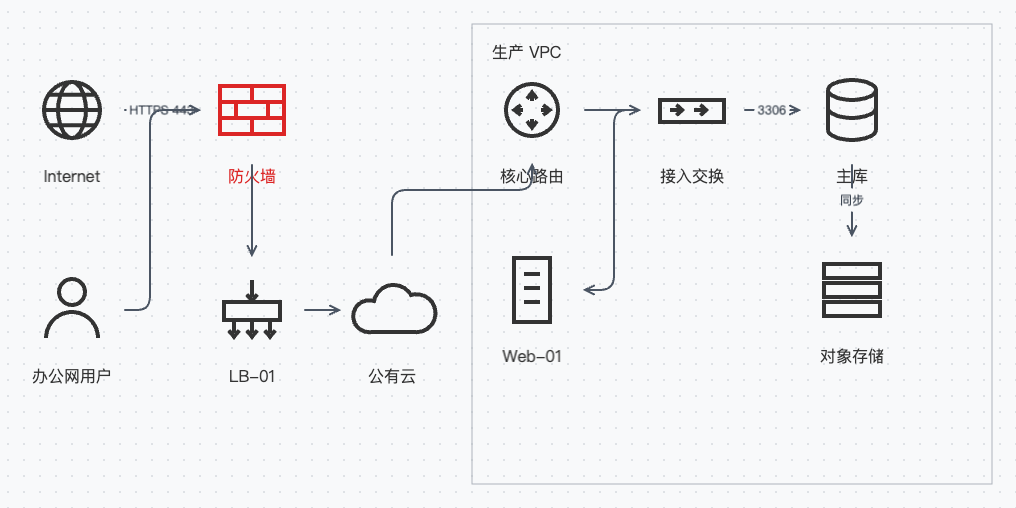 生产 VPC
HTTPS 443
3306
Internet
防火墙
核心路由
接入交换
主库
同步
Web-01
对象存储
办公网用户
LB-01
公有云